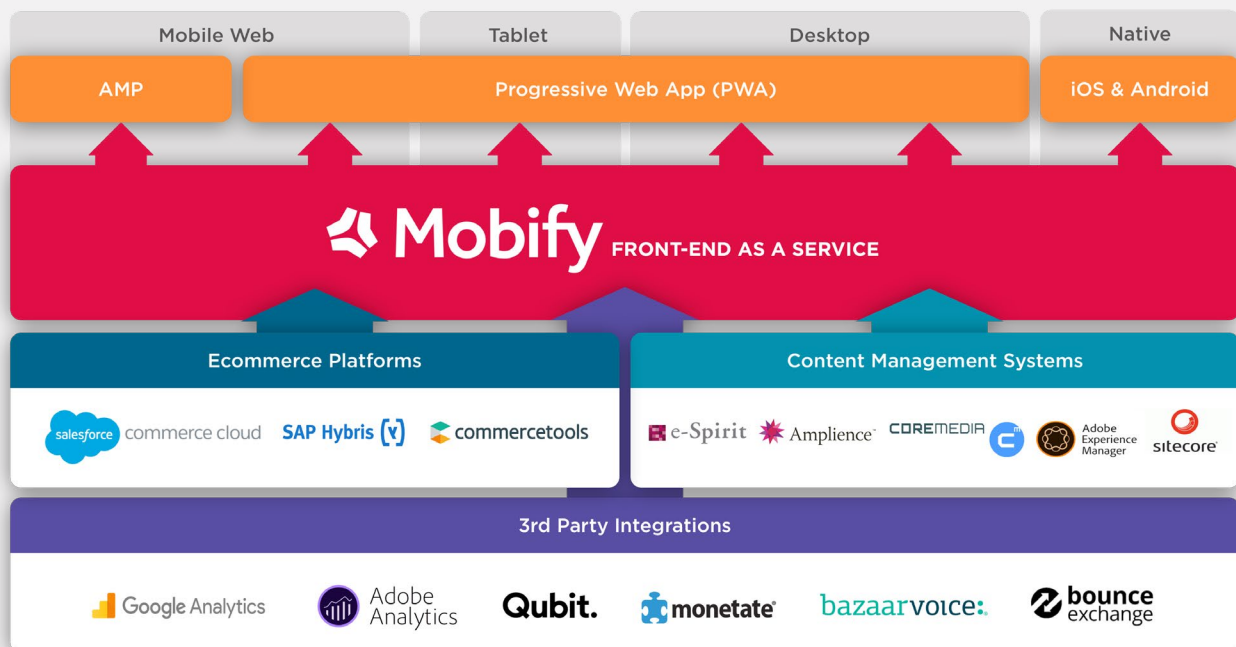 Mobile Web
Tablet
Desktop
Native
AMP
Progressive Web App (PWA)
iOS & Android
Mobify FRONT-END AS A SERVICE
Ecommerce Platforms
Content Management Systems
salesforce commerce cloud
SAP Hybris (Y)
commercetools
e-Spirit
Amplience
COREMEDIA
C m
Adobe
Experience
Manager
sitecore
3rd Party Integrations
Google Analytics
Adobe
Analytics
Qubit.
monetate
bazaarvoice:
bounce
exchange